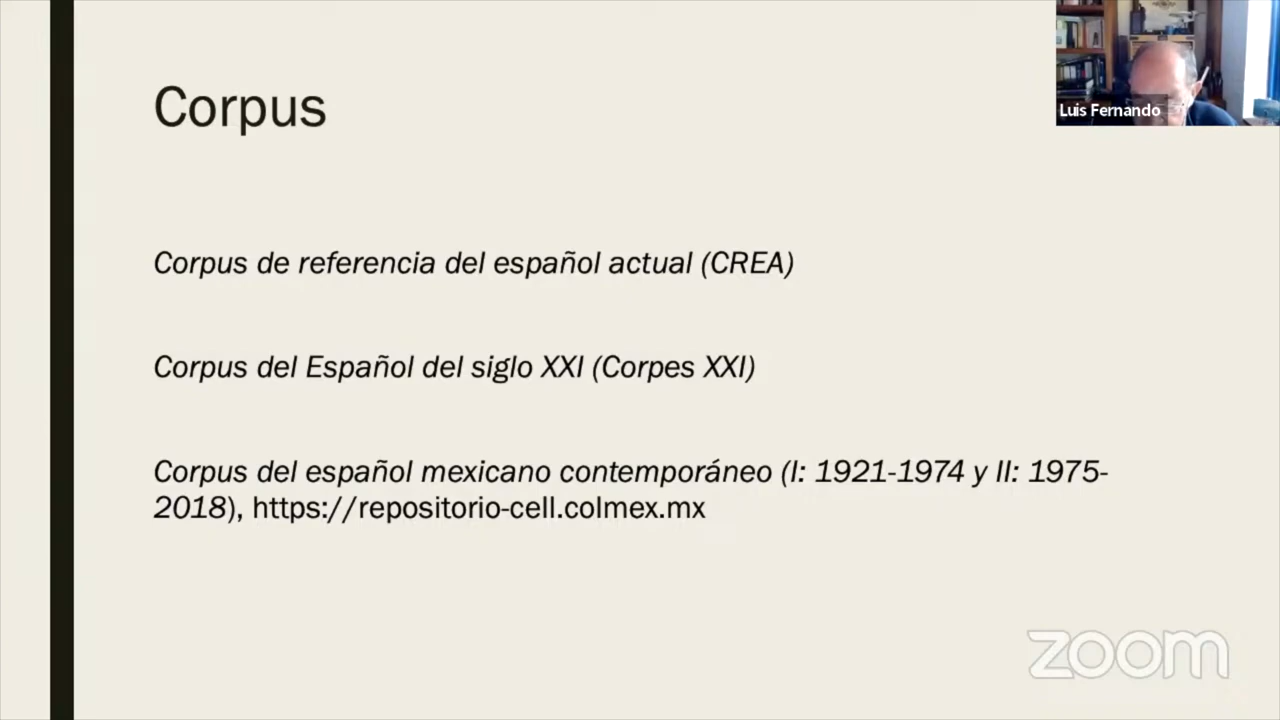 Corpus
Luis Fernando
Corpus de referencia del español actual (CREA)
Corpus del Español del siglo XXI (Corpes XXI)
Corpus del español mexicano contemporáneo (I: 1921-1974 y II: 1975-
2018), https://repositorio-cell.colmex.mx
zoom